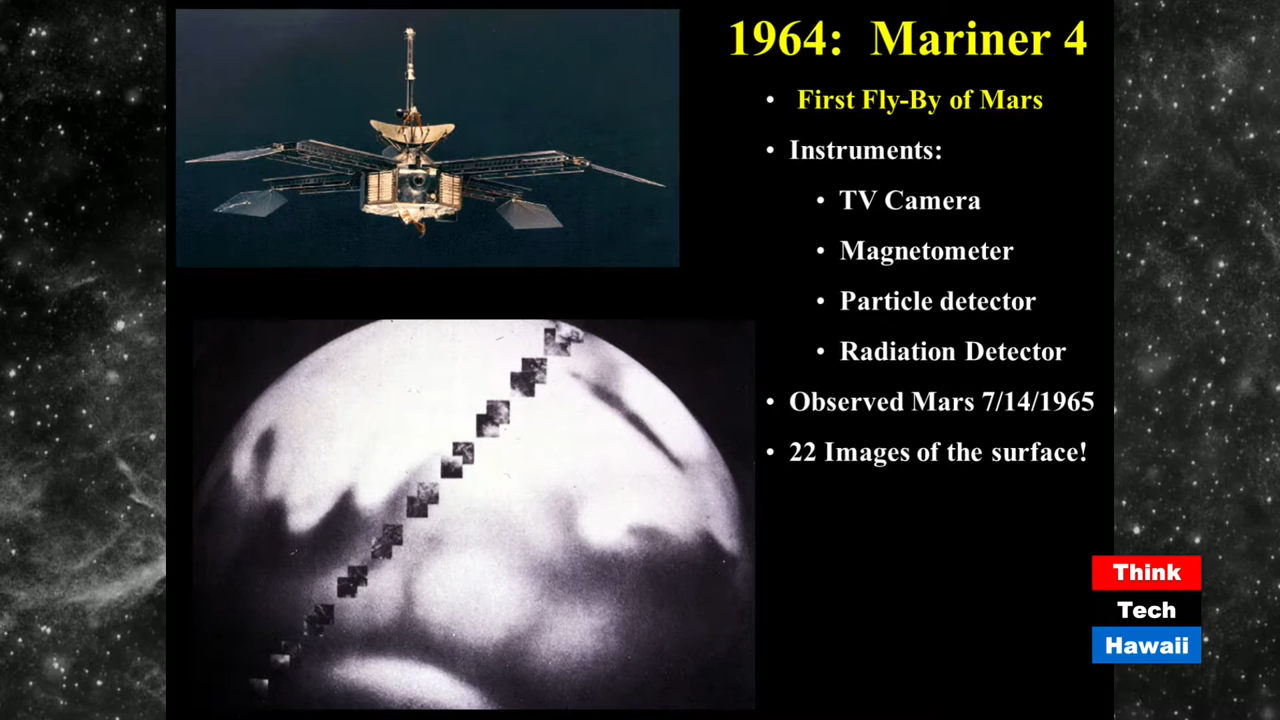 1964: Mariner 4
• First Fly-By of Mars
• Instruments:
• TV Camera
• Magnetometer
• Particle detector
• Radiation Detector
• Observed Mars 7/14/1965
• 22 Images of the surface!
Think
Tech
Hawaii